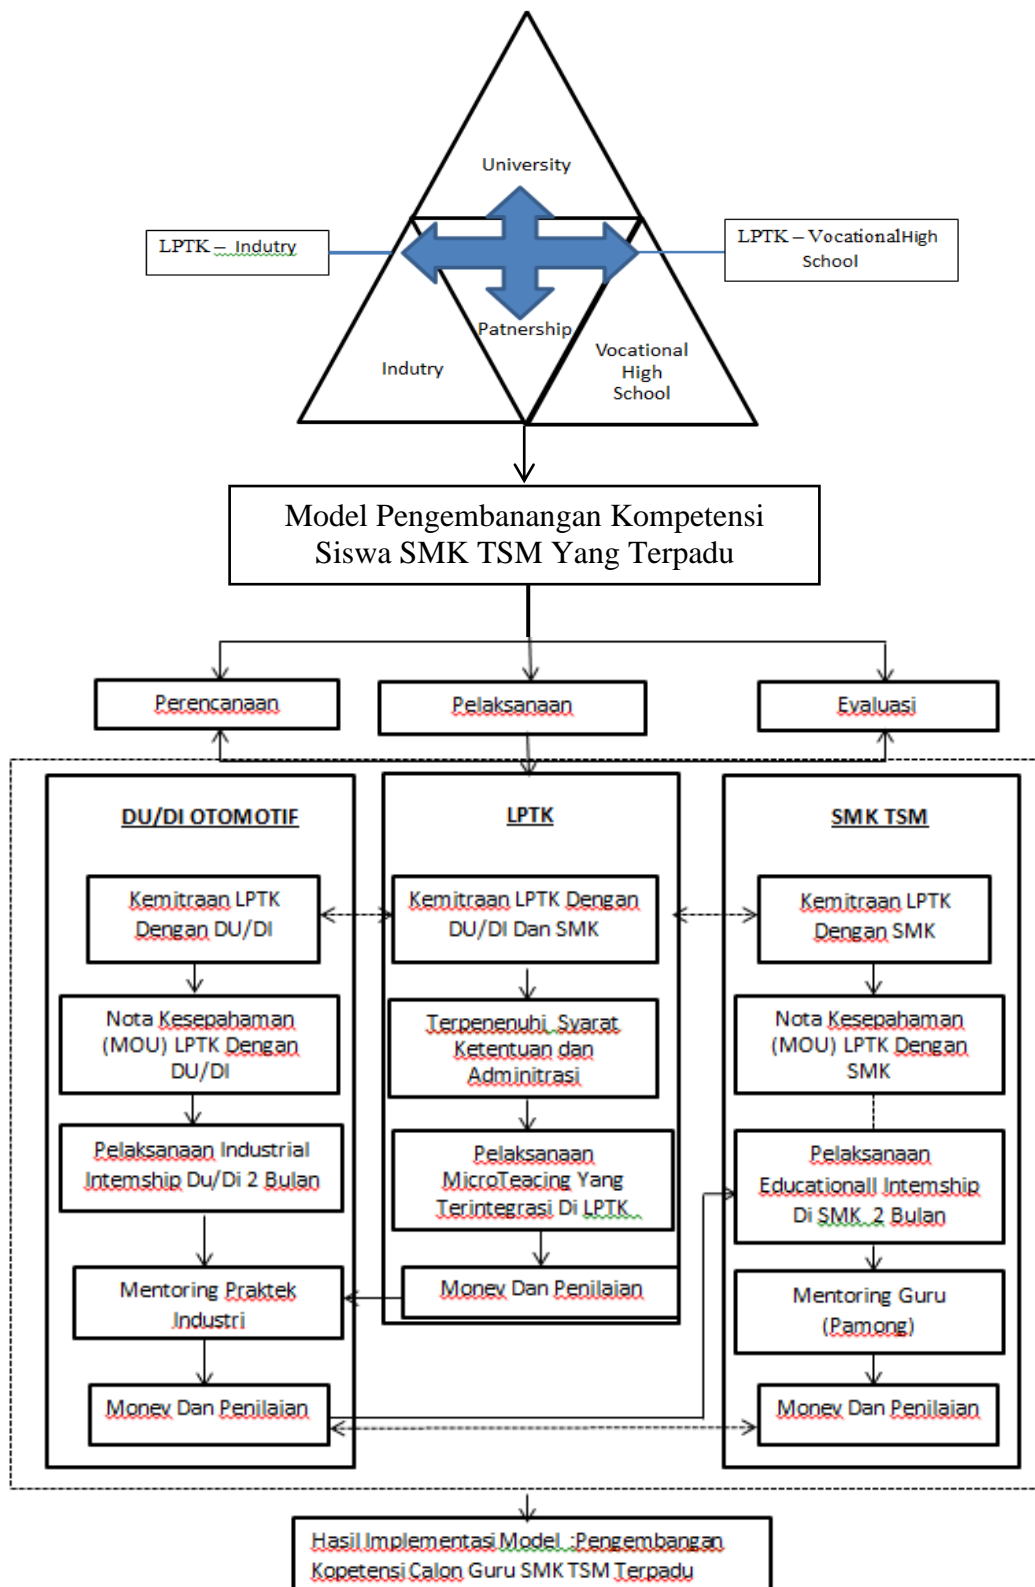 University
LPTK – Indutry
LPTK – VocationalHigh
School
Patnership
Indutry
Vocational
High
School
Model Pengembanangan Kompetensi
Siswa SMK TSM Yang Terpadu
Perencanaan
Pelaksanaan
Evaluasi
DU/DI OTOMOTIF
Kemitraan LPTK
Dengan DU/DI
Nota Kesepahaman
(MOU) LPTK Dengan
DU/DI
Pelaksanaan Industrial
Internship Du/Di 2 Bulan
Mentoring Praktek
Industri
Monev Dan Penilaian
LPTK
Kemitraan LPTK Dengan
DU/DI Dan SMK
Terpenenuhi Syarat
Ketentuan dan
Adminitrasi
Pelaksanaan
MicroTeacing Yang
Terintegrasi Di LPTK
Monev Dan Penilaian
SMK TSM
Kemitraan LPTK
Dengan SMK
Nota Kesepahaman
(MOU) LPTK Dengan
SMK
Pelaksanaan
Educationall Internship
Di SMK 2 Bulan
Mentoring Guru
(Pamong)
Monev Dan Penilaian
Hasil Implementasi Model :Pengembangan
Kopetensi Calon Guru SMK TSM Terpadu